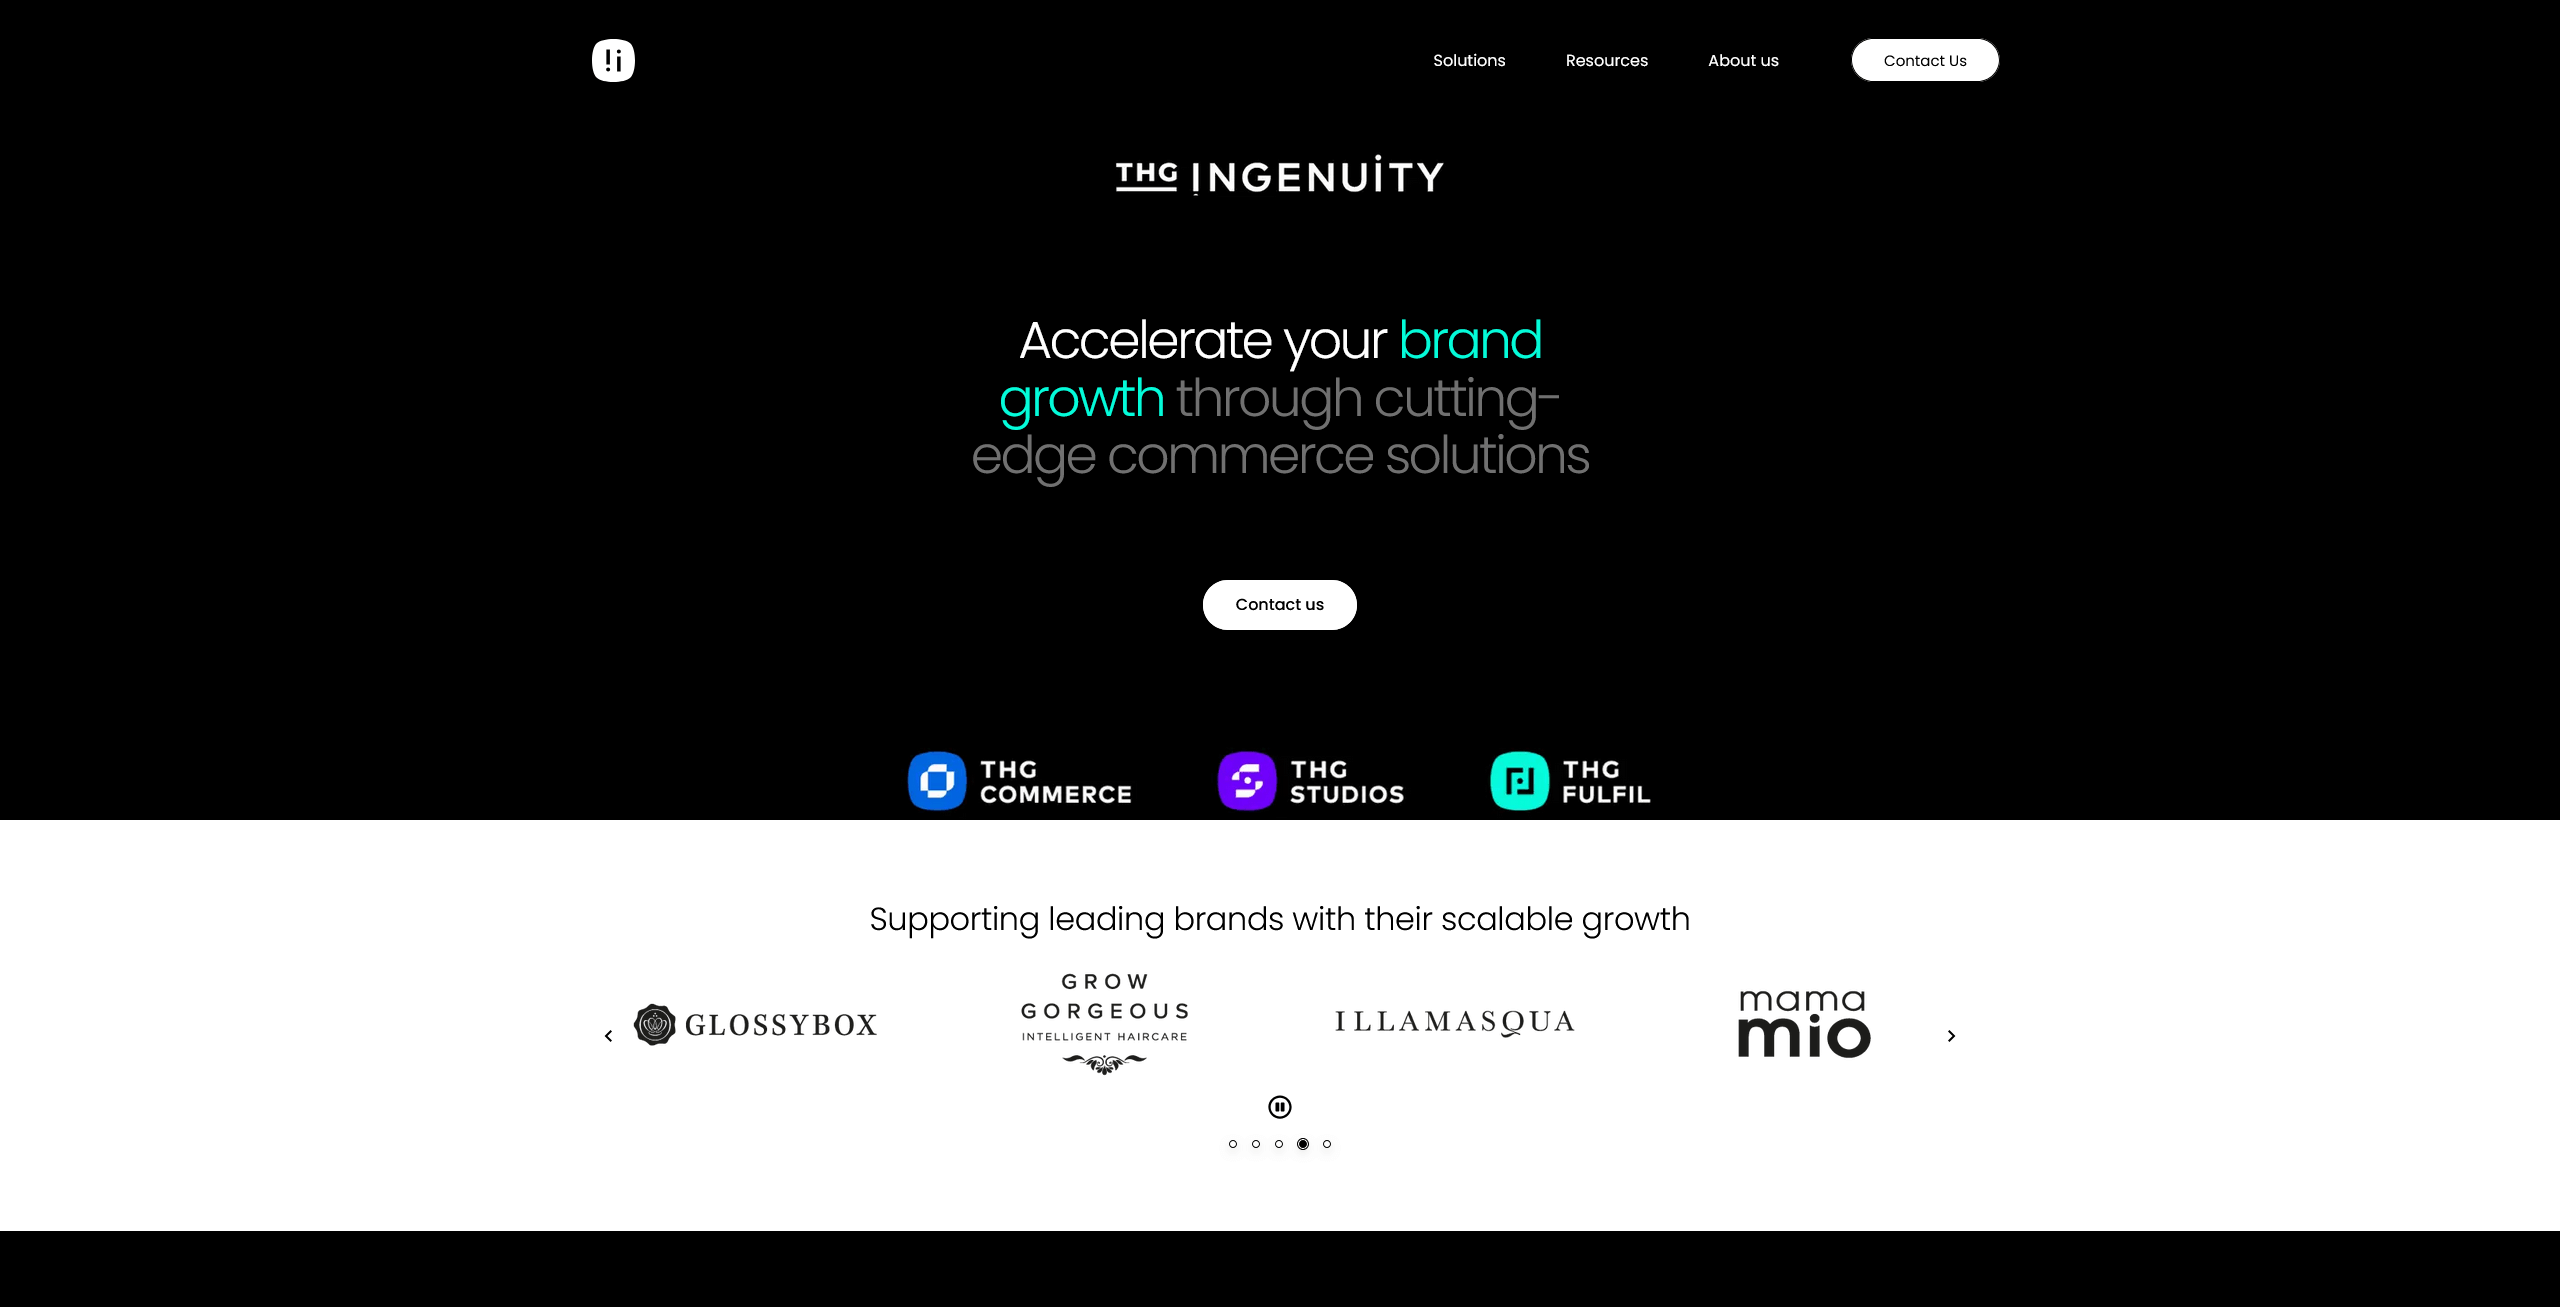 Solutions
Resources
About us
Contact Us
THG INGENUITY
Accelerate your brand
growth through cutting-
edge commerce solutions
Contact us
THG
COMMERCE
THG
STUDIOS
THG
FULFIL
Supporting leading brands with their scalable growth
GLOSSYBOX
GROW
GORGEOUS
INTELLIGENT HAIRCARE
ILLAMASQUA
mama
mio